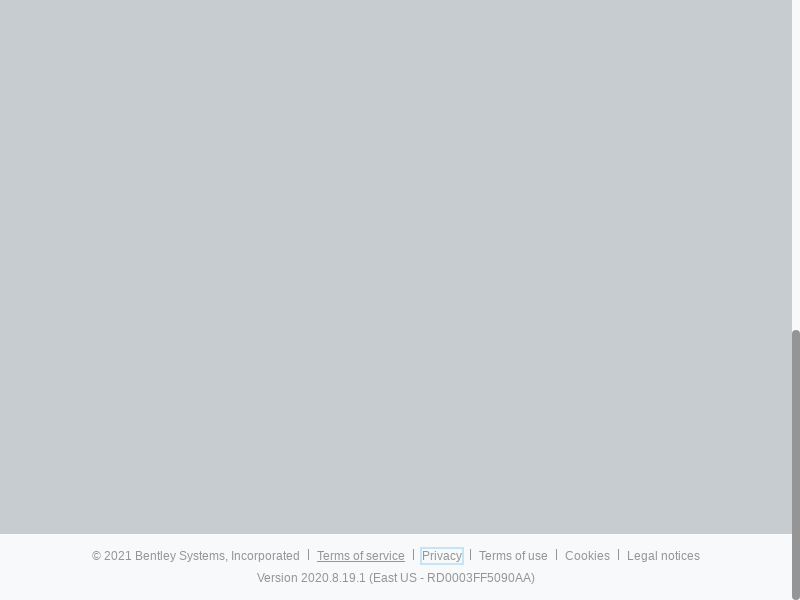 © 2021 Bentley Systems, Incorporated | Terms of service | Privacy | Terms of use | Cookies | Legal notices
Version 2020.8.19.1 (East US - RD0003FF5090AA)